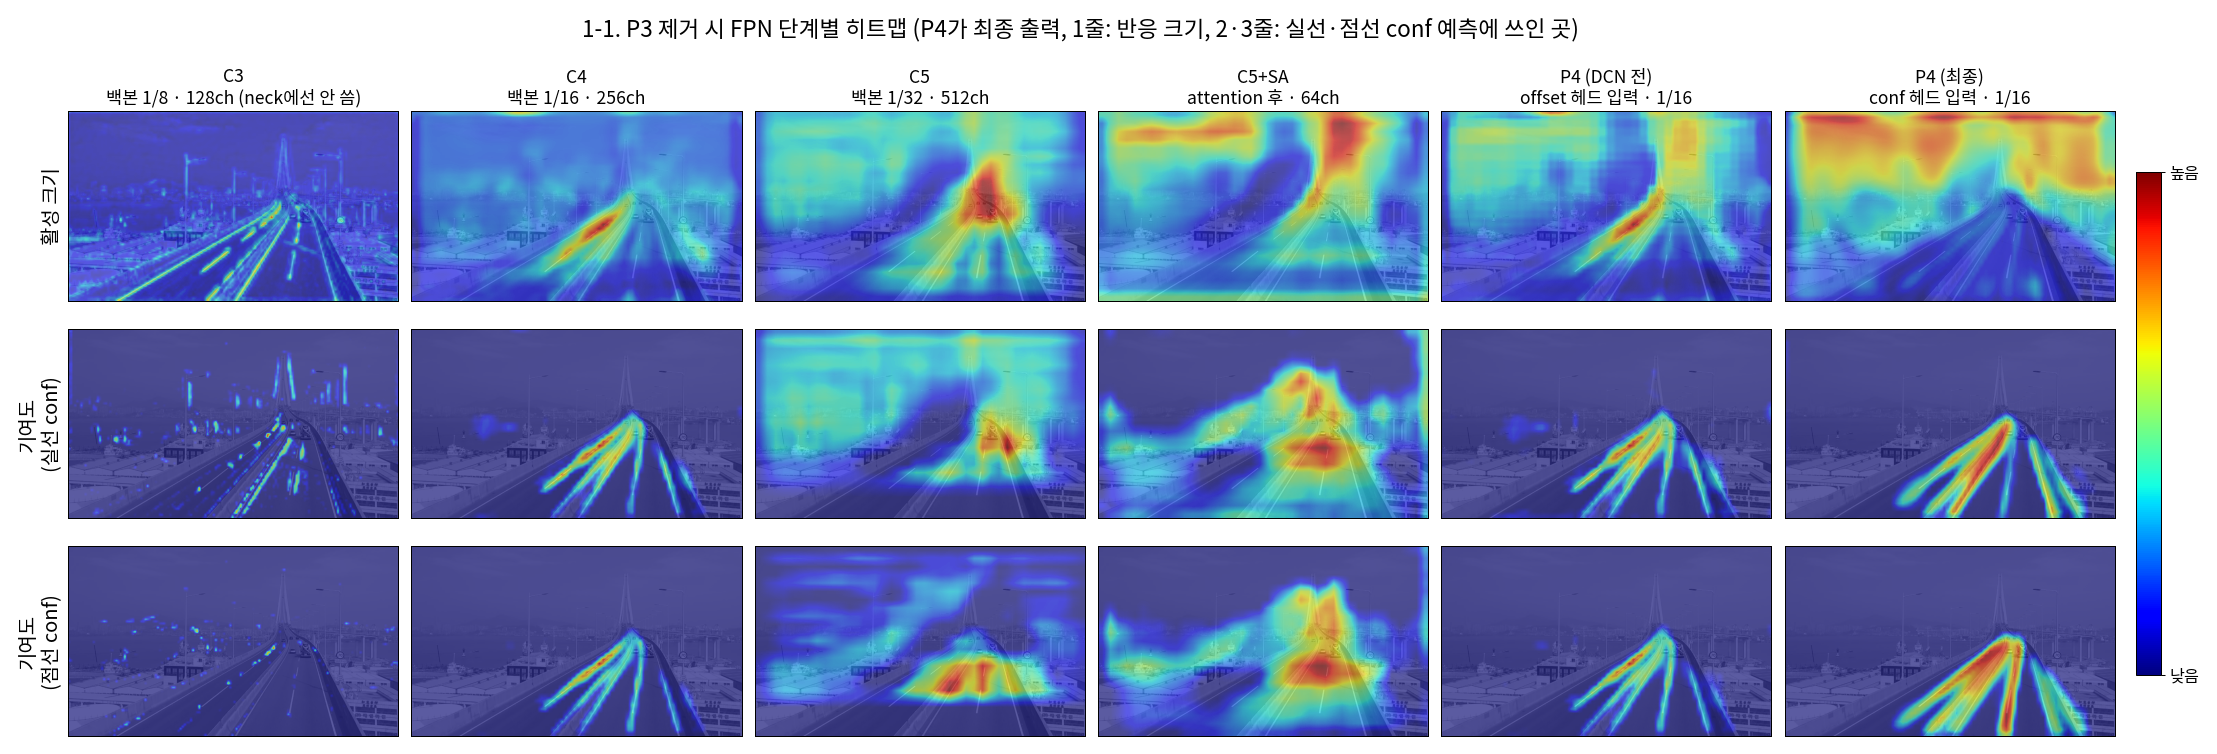 1-1. P3 제거 시 FPN 단계별 히트맵 (P4가 최종 출력, 1줄: 반응 크기, 2·3줄: 실선·점선 conf 예측에 쓰인 곳)
C3
백본 1/8 · 128ch (neck에선 안 씀)
C4
백본 1/16 · 256ch
C5
백본 1/32 · 512ch
C5+SA
attention 후 · 64ch
P4 (DCN 전)
offset 헤드 입력 · 1/16
P4 (최종)
conf 헤드 입력 · 1/16
활성 크기
기여도
(실선 conf)
기여도
(점선 conf)
높음
낮음